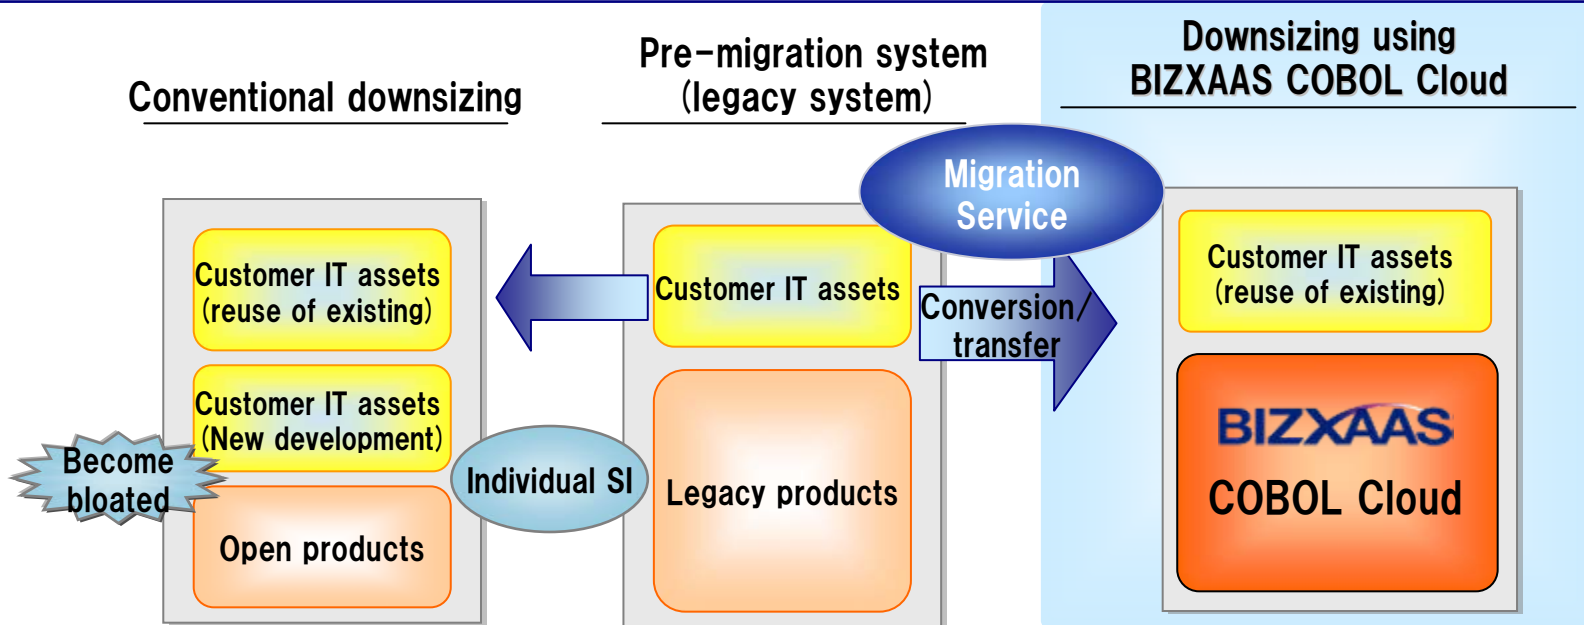 Conventional downsizing
Pre-migration system
(legacy system)
Downsizing using
BIZXAAS COBOL Cloud
Migration
Service
Customer IT assets
(reuse of existing)
Customer IT assets
(New development)
Become
bloated
Open products
Individual SI
Customer IT assets
Legacy products
Conversion/
transfer
Customer IT assets
(reuse of existing)
BIZXAAS
COBOL Cloud